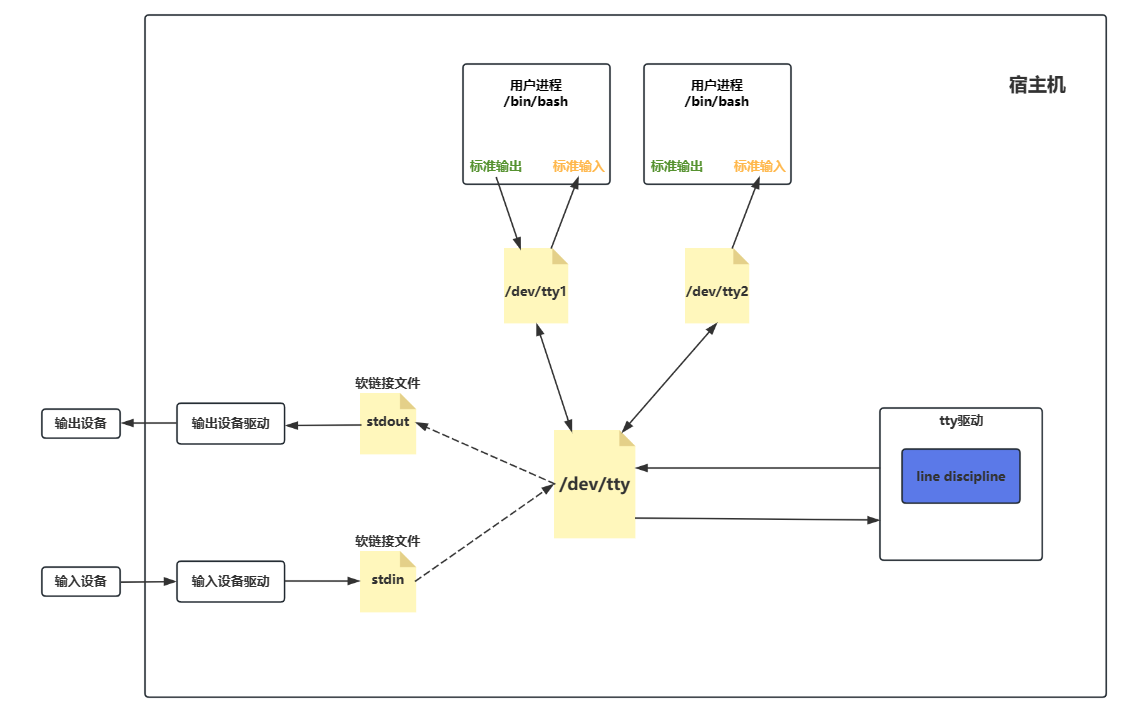 宿主机
用户进程
/bin/bash
标准输出
标准输入
用户进程
/bin/bash
标准输出
标准输入
/dev/tty1
/dev/tty2
软链接文件
stdout
输出设备
输出设备驱动
/dev/tty
tty驱动
line discipline
软链接文件
stdin
输入设备
输入设备驱动